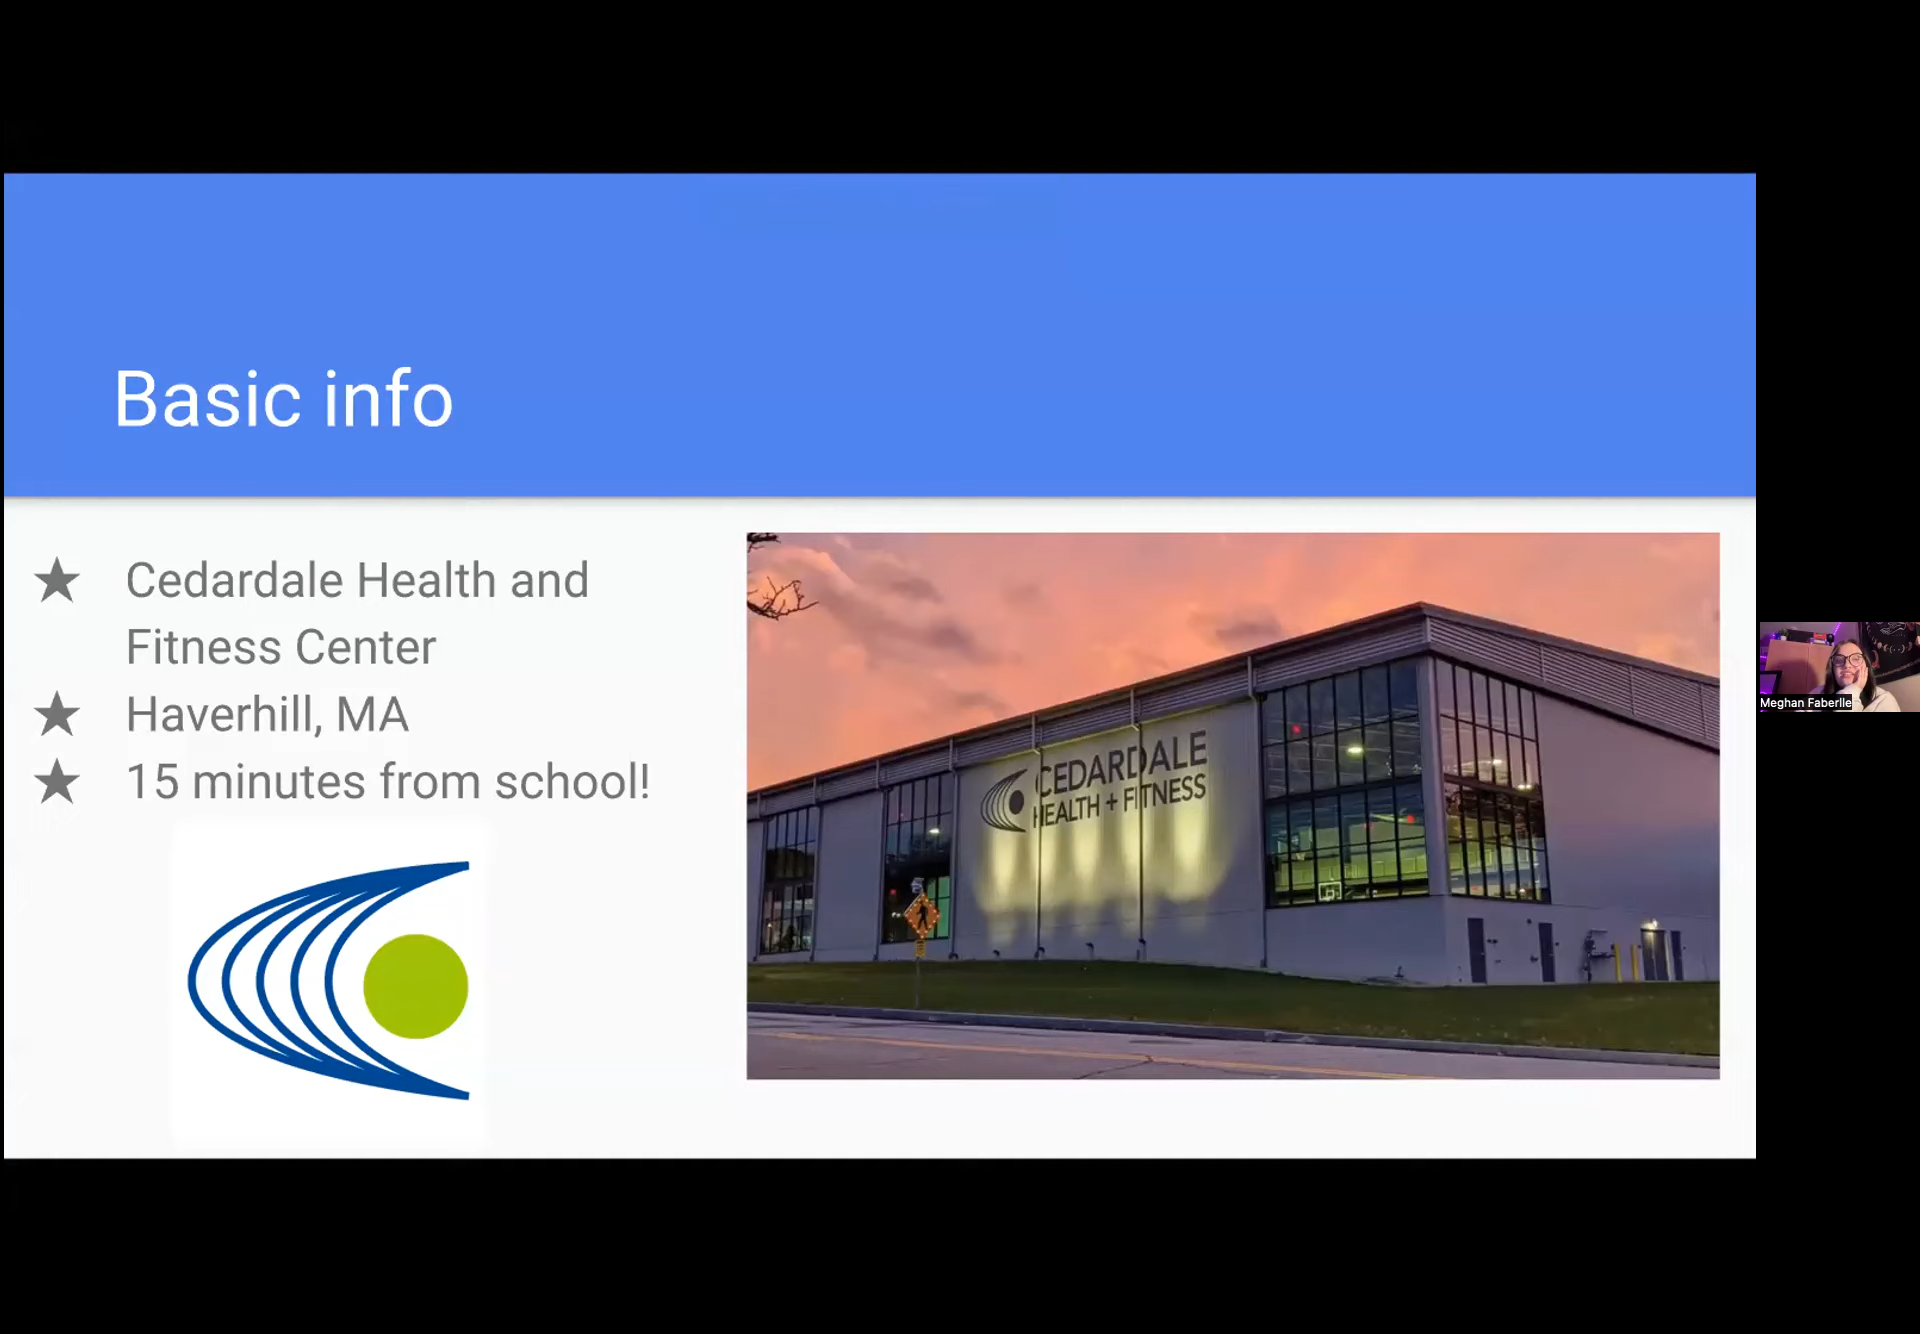 Basic info
Cedardale Health and
Fitness Center
Haverhill, MA
15 minutes from school!
CEDARDALE
HEALTH + FITNESS
Meghan Faberlle